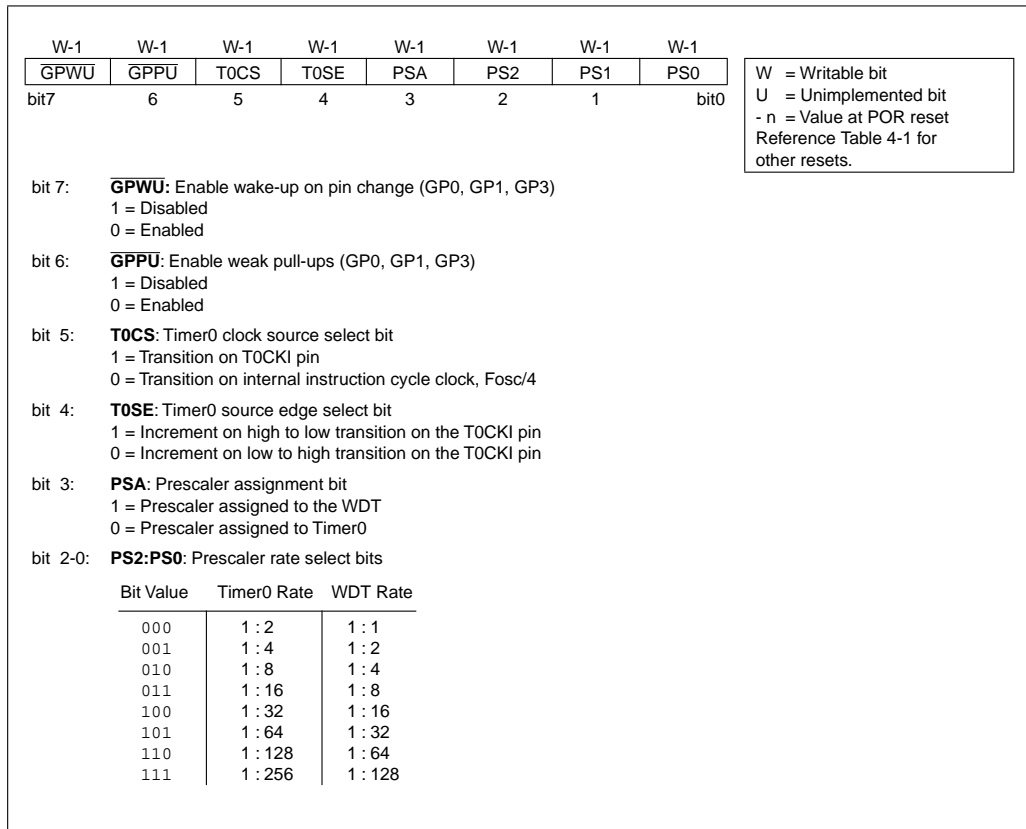 W-1 W-1 W-1 W-1 W-1 W-1 W-1 W-1
GPWU GPPU T0CS T0SE PSA PS2 PS1 PS0
bit7 6 5 4 3 2 1 bit0
W = Writable bit
U = Unimplemented bit
- n = Value at POR reset
Reference Table 4-1 for
other resets.
bit 7: GPWU: Enable wake-up on pin change (GP0, GP1, GP3)
1 = Disabled
0 = Enabled
bit 6: GPPU: Enable weak pull-ups (GP0, GP1, GP3)
1 = Disabled
0 = Enabled
bit 5: T0CS: Timer0 clock source select bit
1 = Transition on T0CKI pin
0 = Transition on internal instruction cycle clock, Fosc/4
bit 4: T0SE: Timer0 source edge select bit
1 = Increment on high to low transition on the T0CKI pin
0 = Increment on low to high transition on the T0CKI pin
bit 3: PSA: Prescaler assignment bit
1 = Prescaler assigned to the WDT
0 = Prescaler assigned to Timer0
bit 2-0: PS2:PS0: Prescaler rate select bits
Bit Value Timer0 Rate WDT Rate
000 1 : 2 1 : 1
001 1 : 4 1 : 2
010 1 : 8 1 : 4
011 1 : 16 1 : 8
100 1 : 32 1 : 16
101 1 : 64 1 : 32
110 1 : 128 1 : 64
111 1 : 256 1 : 128